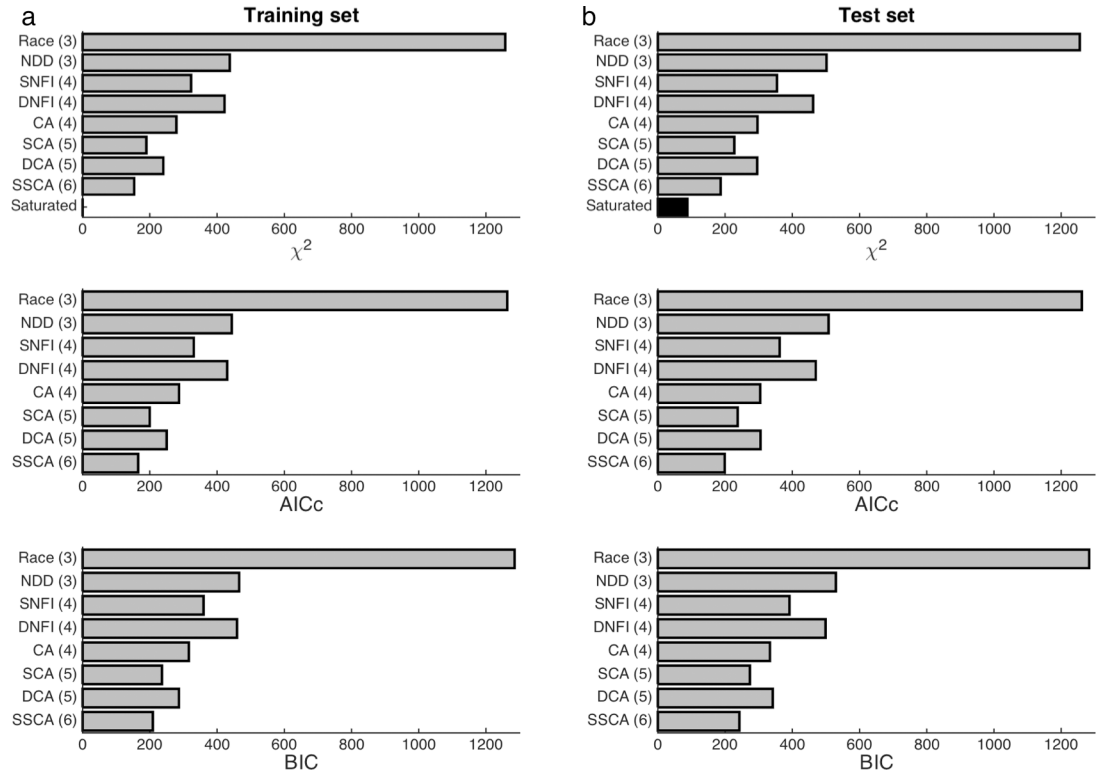 a
Training set
Race (3)
NDD (3)
SNFI (4)
DNFI (4)
CA (4)
SCA (5)
DCA (5)
SSCA (6)
Saturated
0 200 400 600 800 1000 1200
χ²
Race (3)
NDD (3)
SNFI (4)
DNFI (4)
CA (4)
SCA (5)
DCA (5)
SSCA (6)
0 200 400 600 800 1000 1200
AICc
Race (3)
NDD (3)
SNFI (4)
DNFI (4)
CA (4)
SCA (5)
DCA (5)
SSCA (6)
0 200 400 600 800 1000 1200
BIC
b
Test set
Race (3)
NDD (3)
SNFI (4)
DNFI (4)
CA (4)
SCA (5)
DCA (5)
SSCA (6)
Saturated
0 200 400 600 800 1000 1200
χ²
Race (3)
NDD (3)
SNFI (4)
DNFI (4)
CA (4)
SCA (5)
DCA (5)
SSCA (6)
0 200 400 600 800 1000 1200
AICc
Race (3)
NDD (3)
SNFI (4)
DNFI (4)
CA (4)
SCA (5)
DCA (5)
SSCA (6)
0 200 400 600 800 1000 1200
BIC